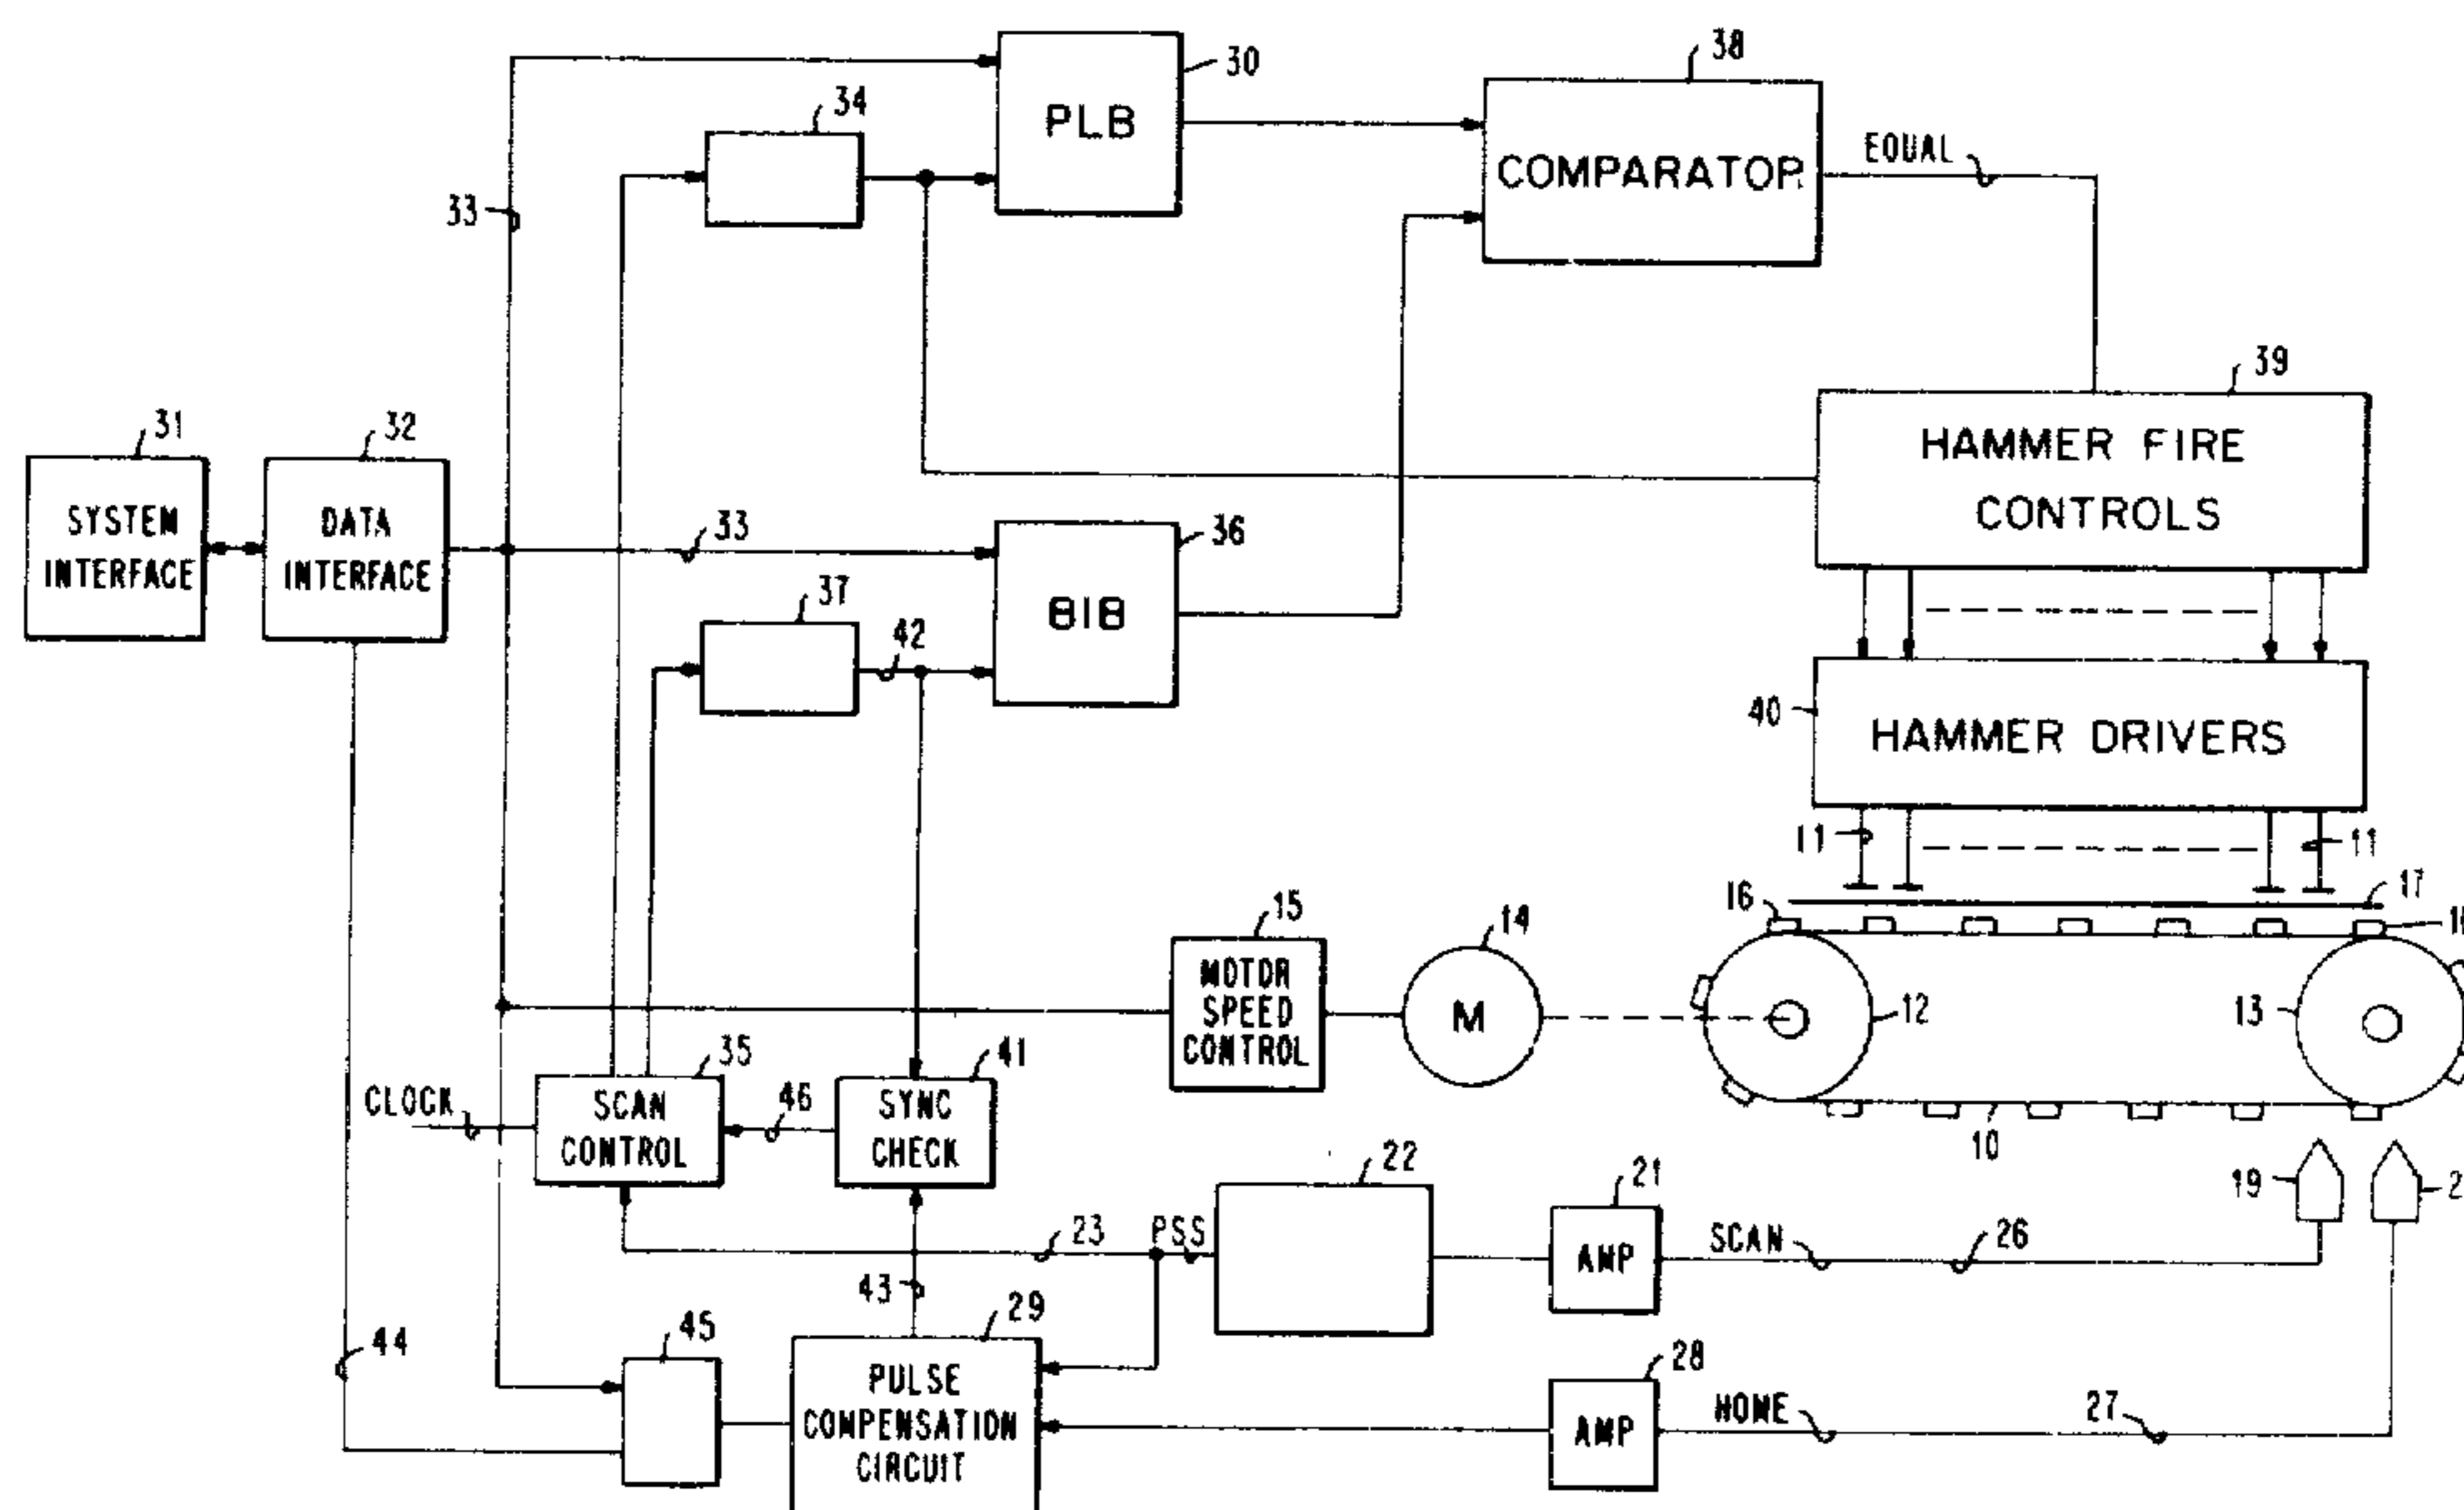 38
30
PLB
34
COMPARATOR
EQUAL
33
39
HAMMER FIRE
CONTROLS
31
32
SYSTEM
INTERFACE
DATA
INTERFACE
33
36
BIB
37
42
40
HAMMER DRIVERS
11
11
16
17
15
14
MOTOR
SPEED
CONTROL
M
12
13
35
41
CLOCK
SCAN
CONTROL
46
SYNC
CHECK
10
22
21
19
23
PSS
AMP
SCAN
26
43
29
45
44
PULSE
COMPENSATION
CIRCUIT
28
AMP
HOME
27